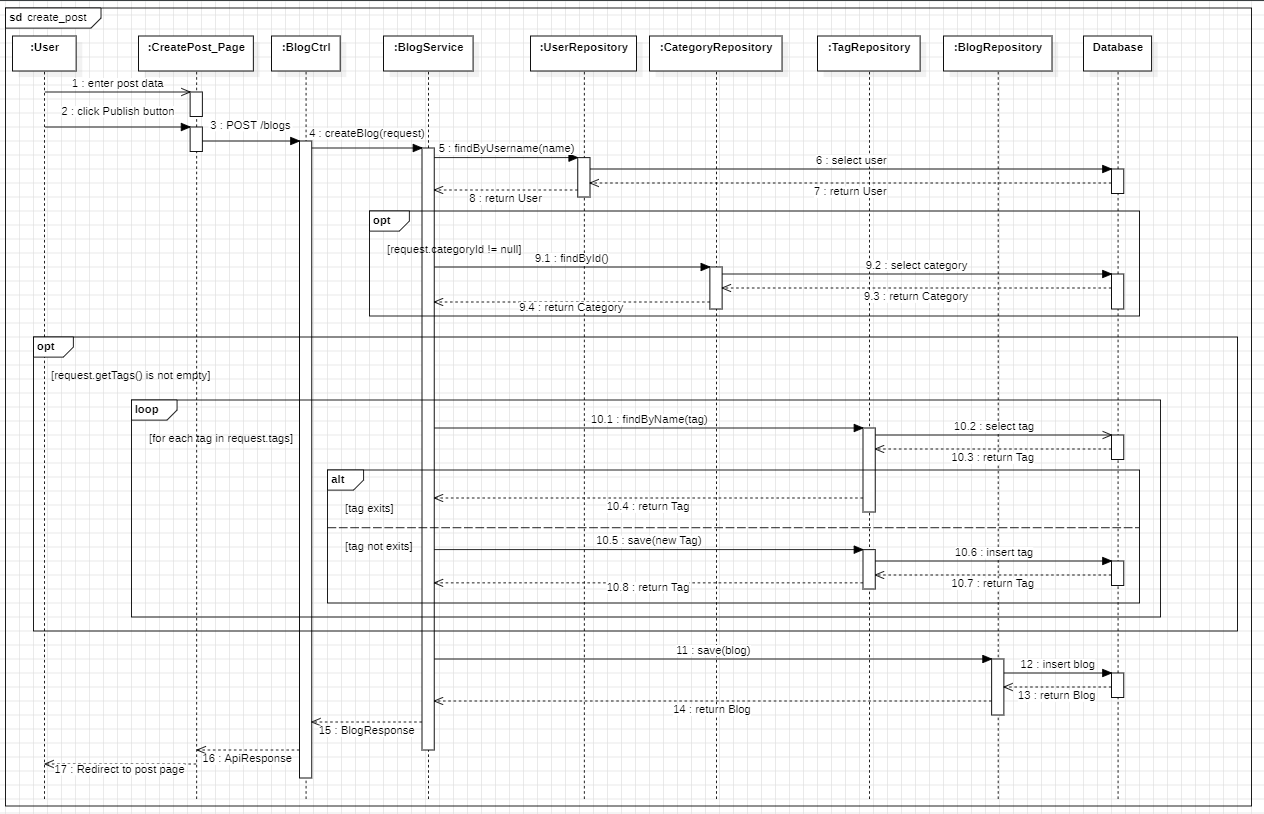 sd create_post
:User
:CreatePost_Page
:BlogCtrl
:BlogService
:UserRepository
:CategoryRepository
:TagRepository
:BlogRepository
Database
1 : enter post data
2 : click Publish button
3 : POST /blogs
4 : createBlog(request)
5 : findByUsername(name)
6 : select user
7 : return User
8 : return User
opt
[request.categoryId != null]
9.1 : findById()
9.2 : select category
9.3 : return Category
9.4 : return Category
opt
[request.getTags() is not empty]
loop
[for each tag in request.tags]
10.1 : findByName(tag)
10.2 : select tag
10.3 : return Tag
alt
10.4 : return Tag
[tag exits]
[tag not exits]
10.5 : save(new Tag)
10.6 : insert tag
10.7 : return Tag
10.8 : return Tag
11 : save(blog)
12 : insert blog
13 : return Blog
14 : return Blog
15 : BlogResponse
16 : ApiResponse
17 : Redirect to post page